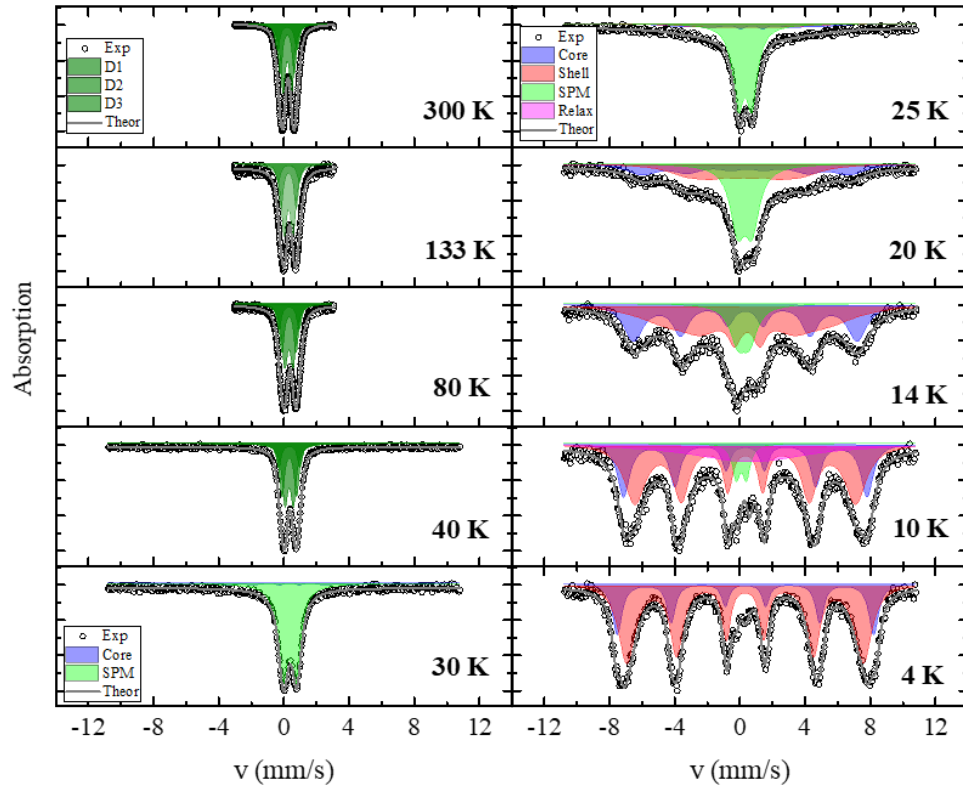 Exp
D1
D2
D3
Theor
300 K
133 K
80 K
40 K
Exp
Core
SPM
Theor
30 K
Exp
Core
Shell
SPM
Relax
Theor
25 K
20 K
14 K
10 K
4 K
Absorption
-12 -8 -4 0 4 8 12
-8 -4 0 4 8 12
v (mm/s)
v (mm/s)